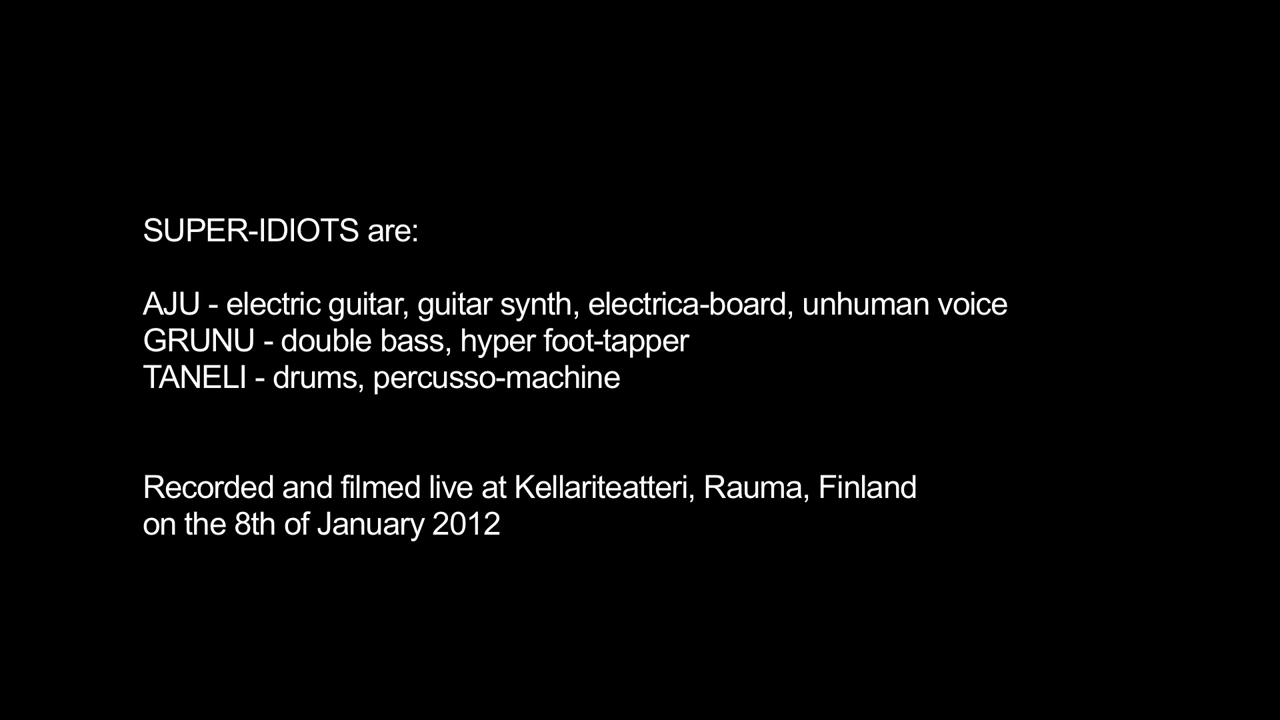 SUPER-IDIOTS are:
AJU - electric guitar, guitar synth, electrica-board, unhuman voice
GRUNU - double bass, hyper foot-tapper
TANELI - drums, percusso-machine
Recorded and filmed live at Kellariteatteri, Rauma, Finland
on the 8th of January 2012